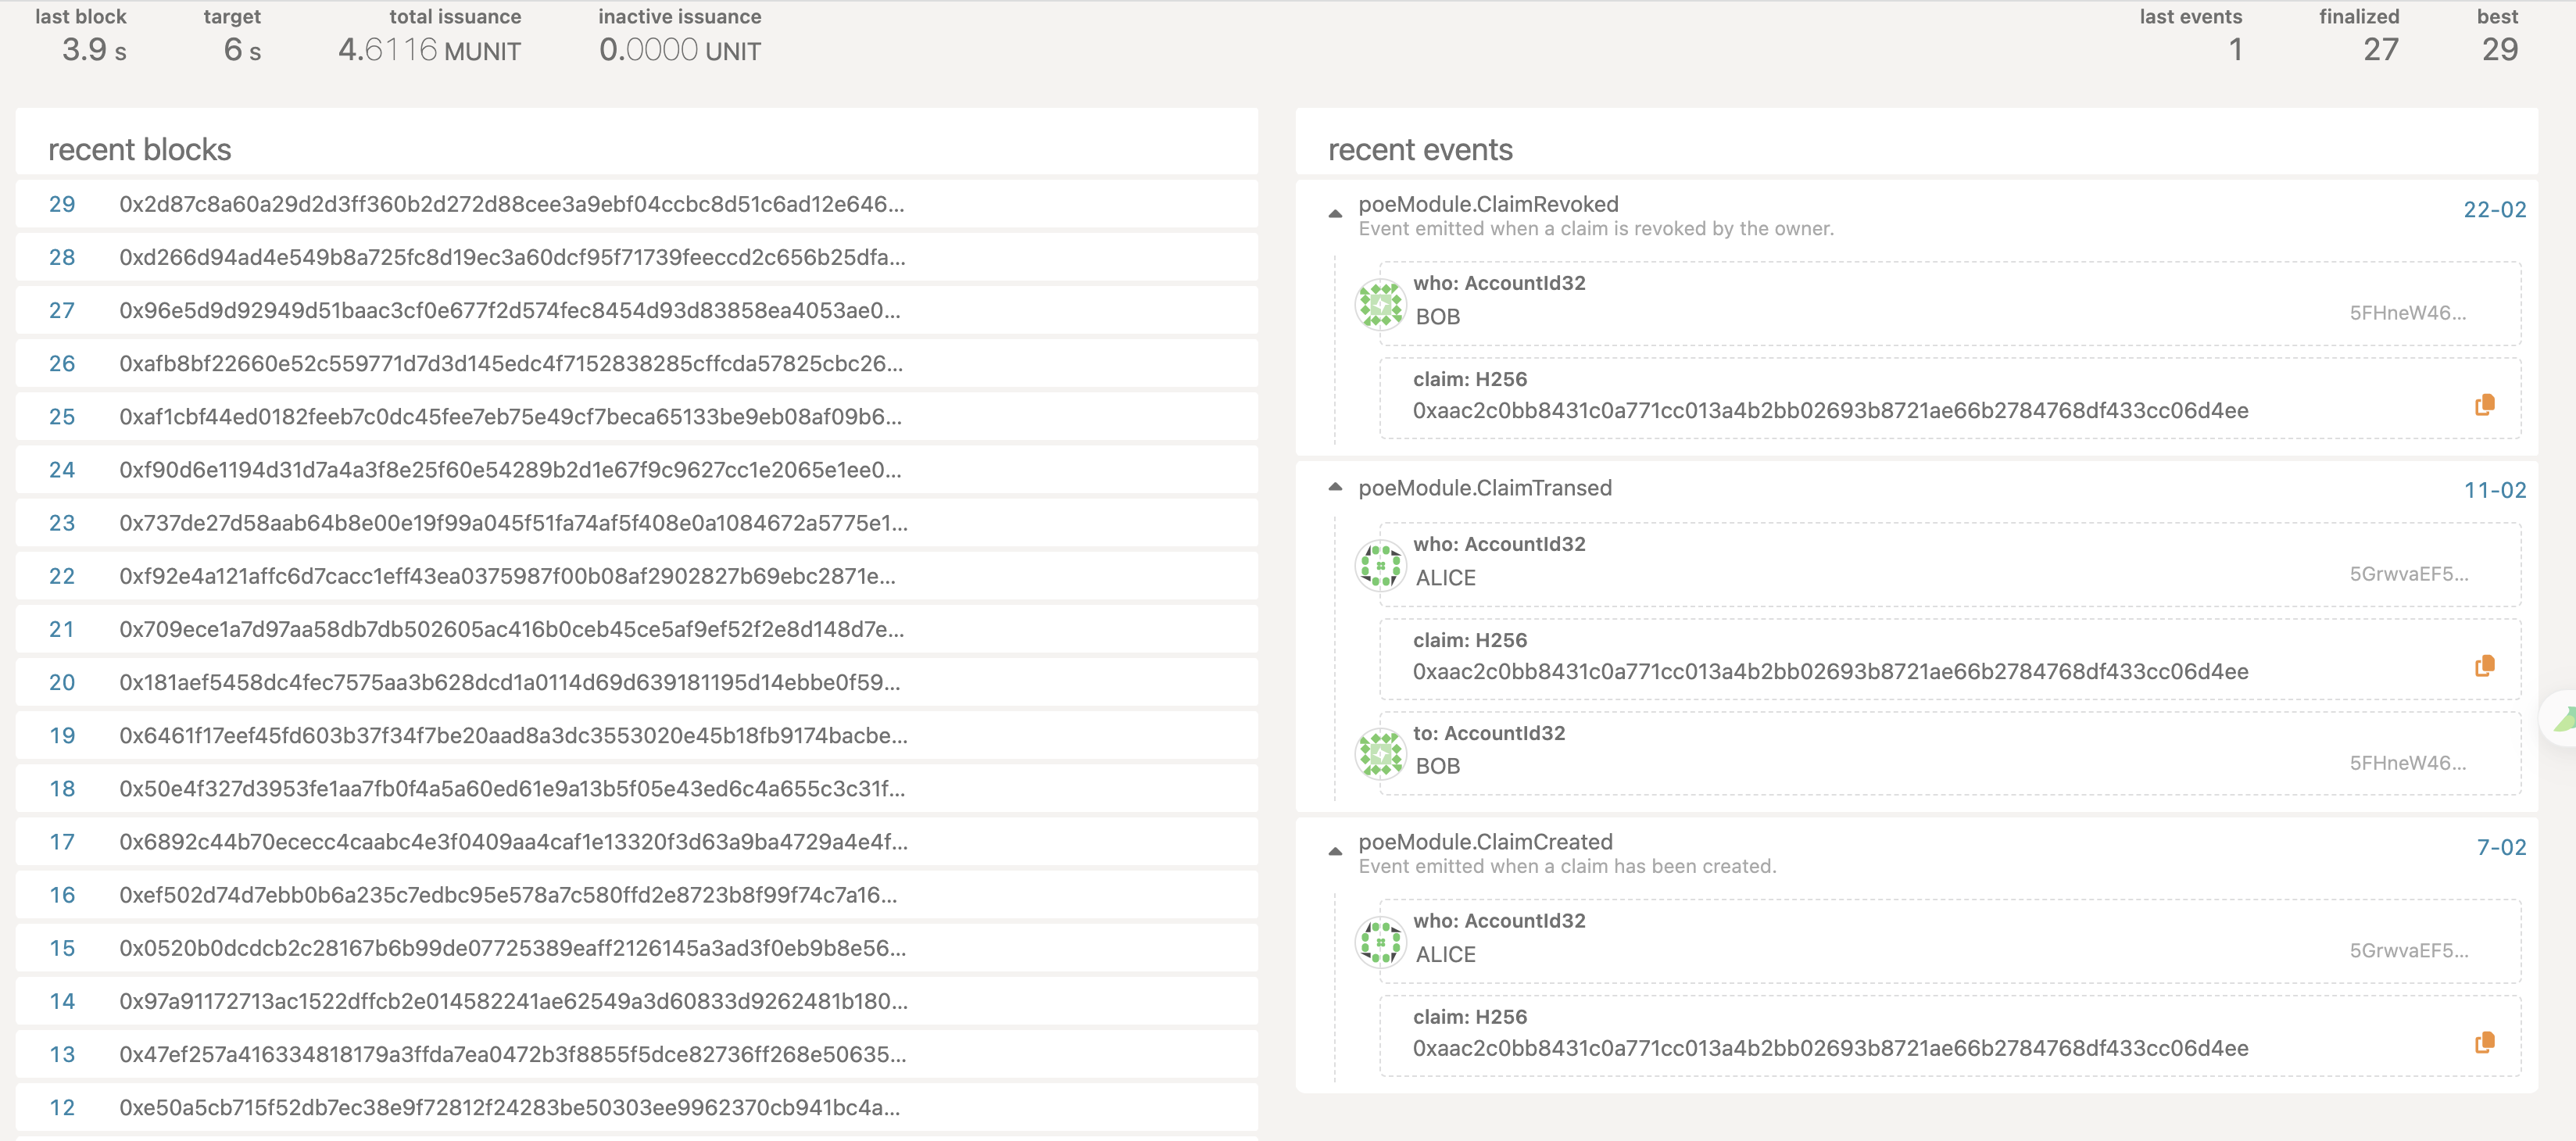 last block
3.9 s
target
6 s
total issuance
4.6116 MUNIT
inactive issuance
0.0000 UNIT
last events
1
finalized
27
best
29
recent blocks
29 0x2d87c8a60a29d2d3ff360b2d272d88cee3a9ebf04ccbc8d51c6ad12e646...
28 0xd266d94ad4e549b8a725fc8d19ec3a60dcf95f71739feeccd2c656b25dfa...
27 0x96e5d9d92949d51baac3cf0e677f2d574fec8454d93d83858ea4053ae0...
26 0xafb8bf22660e52c559771d7d3d145edc4f7152838285cffcda57825cbc26...
25 0xaf1cbf44ed0182feeb7c0dc45fee7eb75e49cf7beca65133be9eb08af09b6...
24 0xf90d6e1194d31d7a4a3f8e25f60e54289b2d1e67f9c9627cc1e2065e1ee0...
23 0x737de27d58aab64b8e00e19f99a045f51fa74af5f408e0a1084672a5775e1...
22 0xf92e4a121affc6d7cacc1eff43ea0375987f00b08af2902827b69ebc2871e...
21 0x709ece1a7d97aa58db7db502605ac416b0ceb45ce5af9ef52f2e8d148d7e...
20 0x181aef5458dc4fec7575aa3b628dcd1a0114d69d639181195d14ebbe0f59...
19 0x6461f17eef45fd603b37f34f7be20aad8a3dc3553020e45b18fb9174bacbe...
18 0x50e4f327d3953fe1aa7fb0f4a5a60ed61e9a13b5f05e43ed6c4a655c3c31f...
17 0x6892c44b70ececc4caabc4e3f0409aa4caf1e13320f3d63a9ba4729a4e4f...
16 0xef502d74d7ebb0b6a235c7edbc95e578a7c580ffd2e8723b8f99f74c7a16...
15 0x0520b0dcdcb2c28167b6b99de07725389eaff2126145a3ad3f0eb9b8e56...
14 0x97a91172713ac1522dffcb2e014582241ae62549a3d60833d9262481b180...
13 0x47ef257a416334818179a3ffda7ea0472b3f8855f5dce82736ff268e50635...
12 0xe50a5cb715f52db7ec38e9f72812f24283be50303ee9962370cb941bc4a...
recent events
poeModule.ClaimRevoked 22-02
Event emitted when a claim is revoked by the owner.
who: AccountId32
BOB 5FHneW46...
claim: H256
0xaac2c0bb8431c0a771cc013a4b2bb02693b8721ae66b2784768df433cc06d4ee
poeModule.ClaimTransed 11-02
who: AccountId32
ALICE 5GrwvaEF5...
claim: H256
0xaac2c0bb8431c0a771cc013a4b2bb02693b8721ae66b2784768df433cc06d4ee
to: AccountId32
BOB 5FHneW46...
poeModule.ClaimCreated 7-02
Event emitted when a claim has been created.
who: AccountId32
ALICE 5GrwvaEF5...
claim: H256
0xaac2c0bb8431c0a771cc013a4b2bb02693b8721ae66b2784768df433cc06d4ee